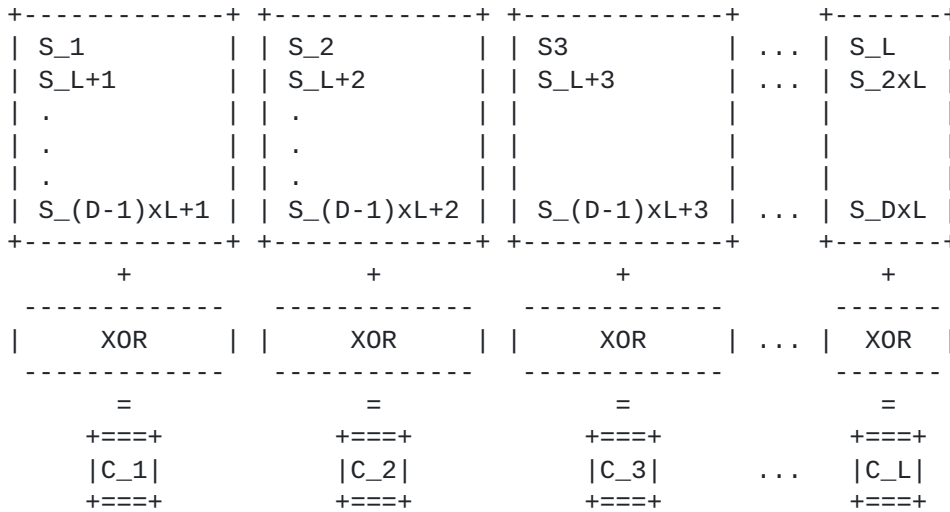 +-------------+ +-------------+ +-------------+     +-------+
| S_1         | | S_2         | | S3          | ... | S_L   |
| S_L+1       | | S_L+2       | | S_L+3       | ... | S_2xL |
| .           | | .           | |             |     |       |
| .           | | .           | |             |     |       |
| .           | | .           | |             |     |       |
| S_(D-1)xL+1 | | S_(D-1)xL+2 | | S_(D-1)xL+3 | ... | S_DxL |
+-------------+ +-------------+ +-------------+     +-------+
+ + + +
 -------------   -------------   -------------       -------
|     XOR     | |     XOR     | |     XOR     | ... |  XOR  |
 -------------   -------------   -------------       -------
= = = =
+===+ +===+ +===+ +===+
|C_1| |C_2| |C_3| ... |C_L|
+===+ +===+ +===+ +===+